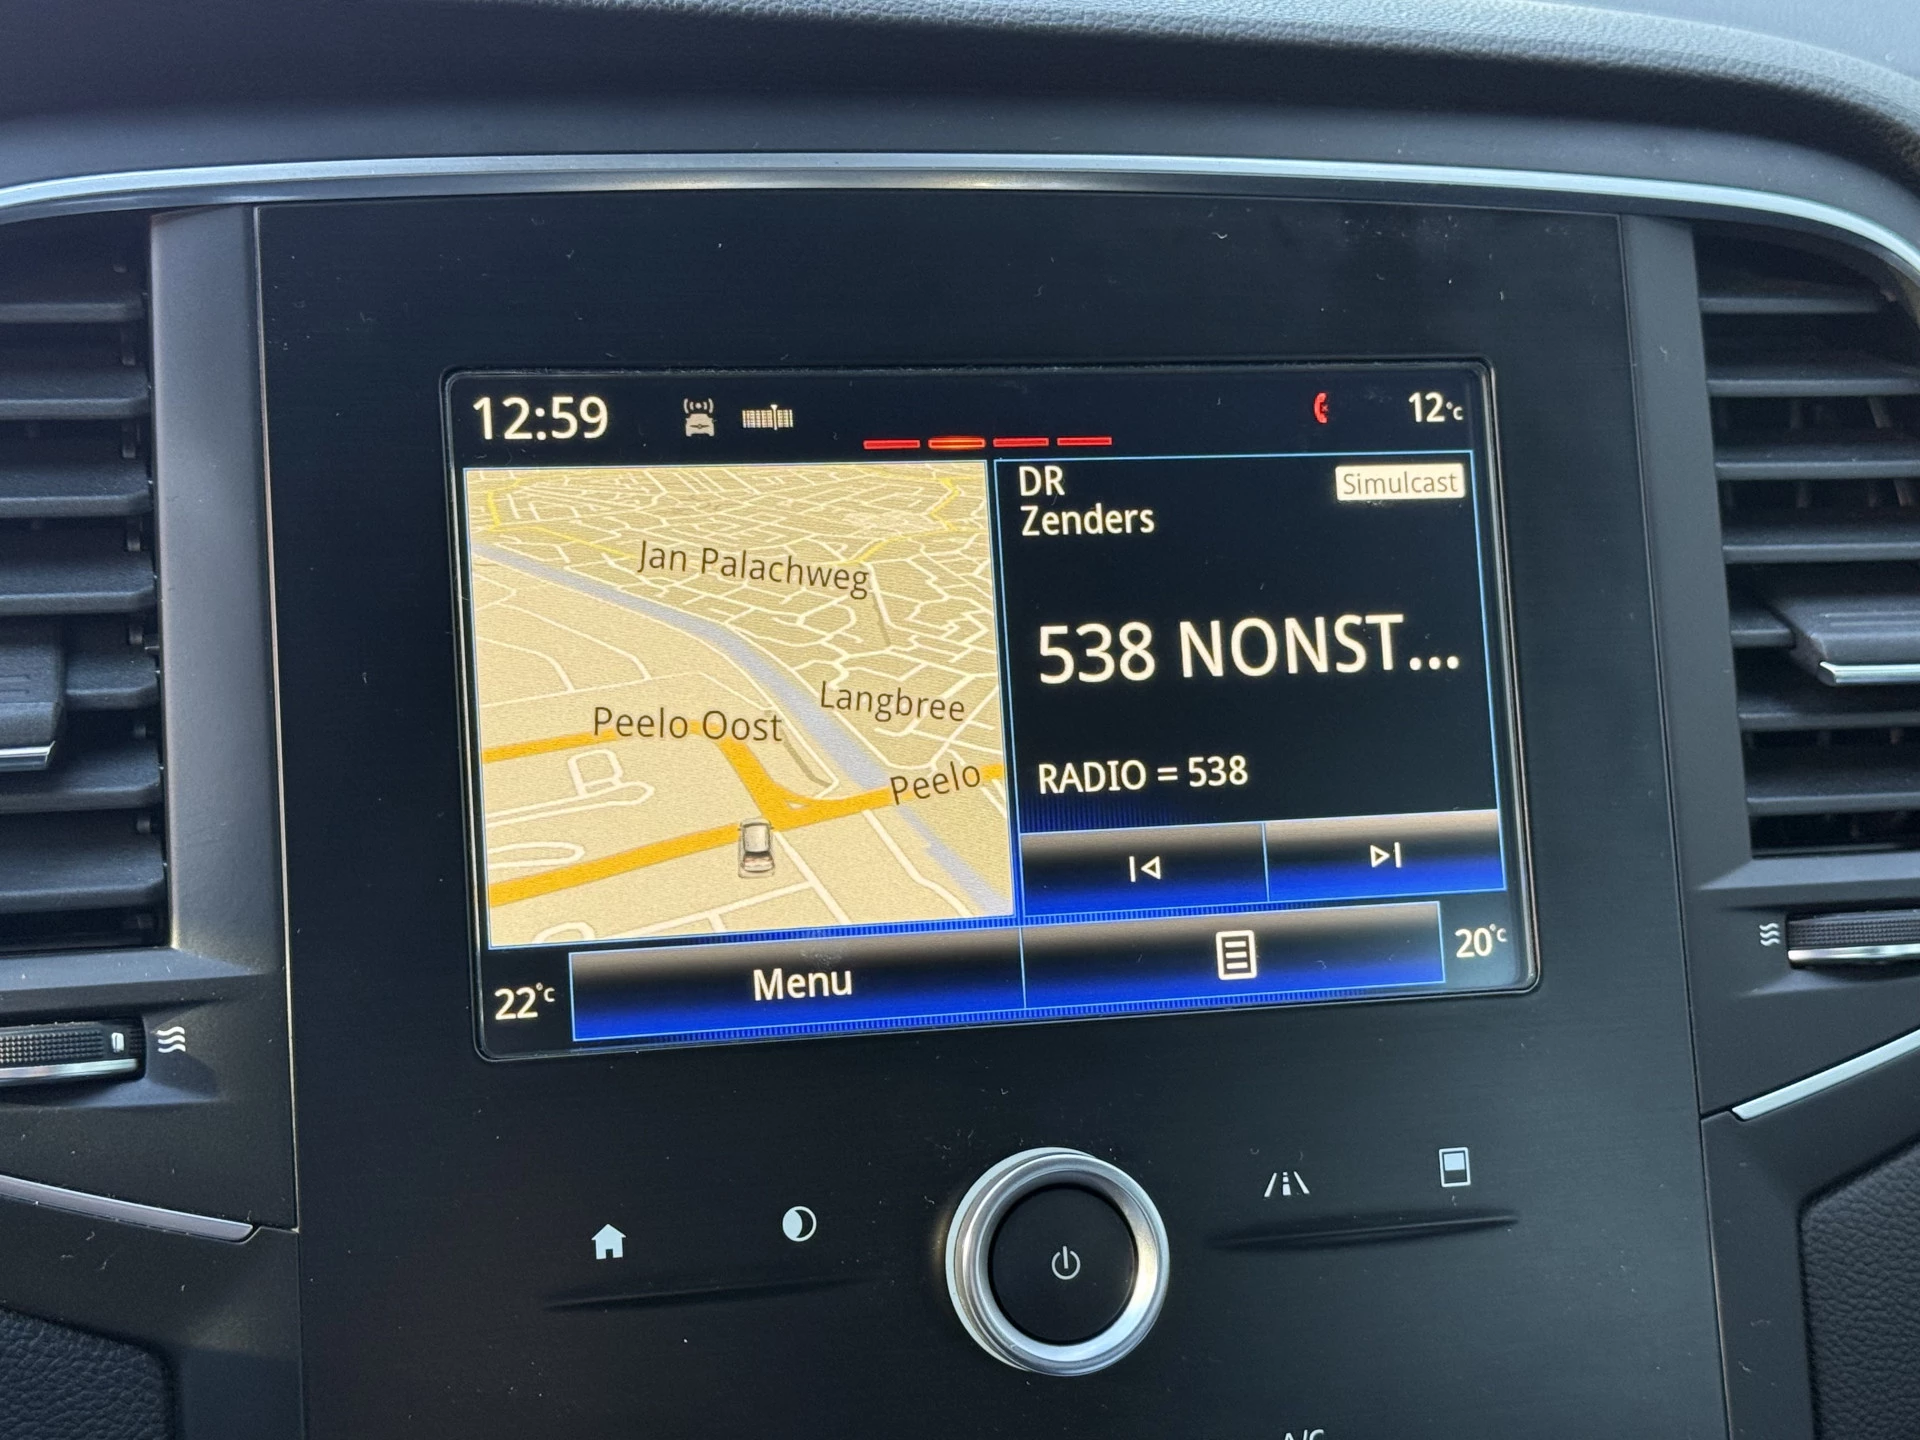 12:59
12°C
DR
Simulcast
Zenders
Jan Palachweg
538 NONST...
Langbree
Peelo Oost
Peelo
RADIO = 538
22°C
Menu
20°C